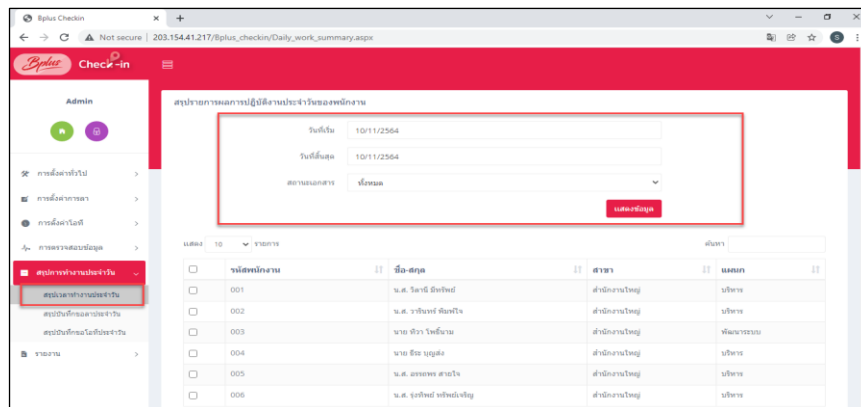 Bplus Checkin
Not secure | 203.154.41.217/Bplus_checkin/Daily_work_summary.aspx
S
Bplus Check-in
Admin
การตั้งค่าทั่วไป
การตั้งค่าการลา
การตั้งค่าโอที
การตรวจสอบข้อมูล
สรุปการทำงานประจำวัน
สรุปเวลาทำงานประจำวัน
สรุปบันทึกขอลาประจำวัน
สรุปบันทึกขอโอทีประจำวัน
รายงาน
สรุปรายการผลการปฏิบัติงานประจำวันของพนักงาน
วันที่เริ่ม 10/11/2564
วันที่สิ้นสุด 10/11/2564
สถานะเอกสาร ทั้งหมด
แสดงข้อมูล
แสดง 10 รายการ ค้นหา
รหัสพนักงาน ชื่อ-สกุล สาขา แผนก
001 น.ส. วิลานี มีทรัพย์ สำนักงานใหญ่ บริหาร
002 น.ส. วารินทร์ พิมพ์ใจ สำนักงานใหญ่ บริหาร
003 นาย ทิวา โพธิ์นาม สำนักงานใหญ่ พัฒนาระบบ
004 นาย ธีระ บุญส่ง สำนักงานใหญ่ บริหาร
005 น.ส. อรรถพร สายใจ สำนักงานใหญ่ บริหาร
006 น.ส. รุ่งทิพย์ ทรัพย์เจริญ สำนักงานใหญ่ บริหาร